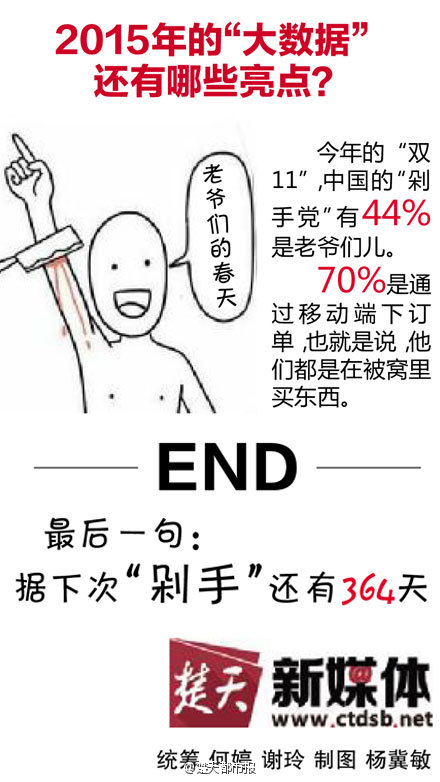 2015年的“大数据”
还有哪些亮点?
老爷们的春天
今年的“双
11”,中国的“剁
手党”有44%
是老爷们儿。
70%是通
过移动端下订
单,也就是说,他
们都是在被窝里
买东西。
END
最后一句:
据下次“剁手”还有364天
楚天
新媒体
www.ctdsb.net
@楚天都市报
统筹 何婷 谢玲 制图 杨冀敏